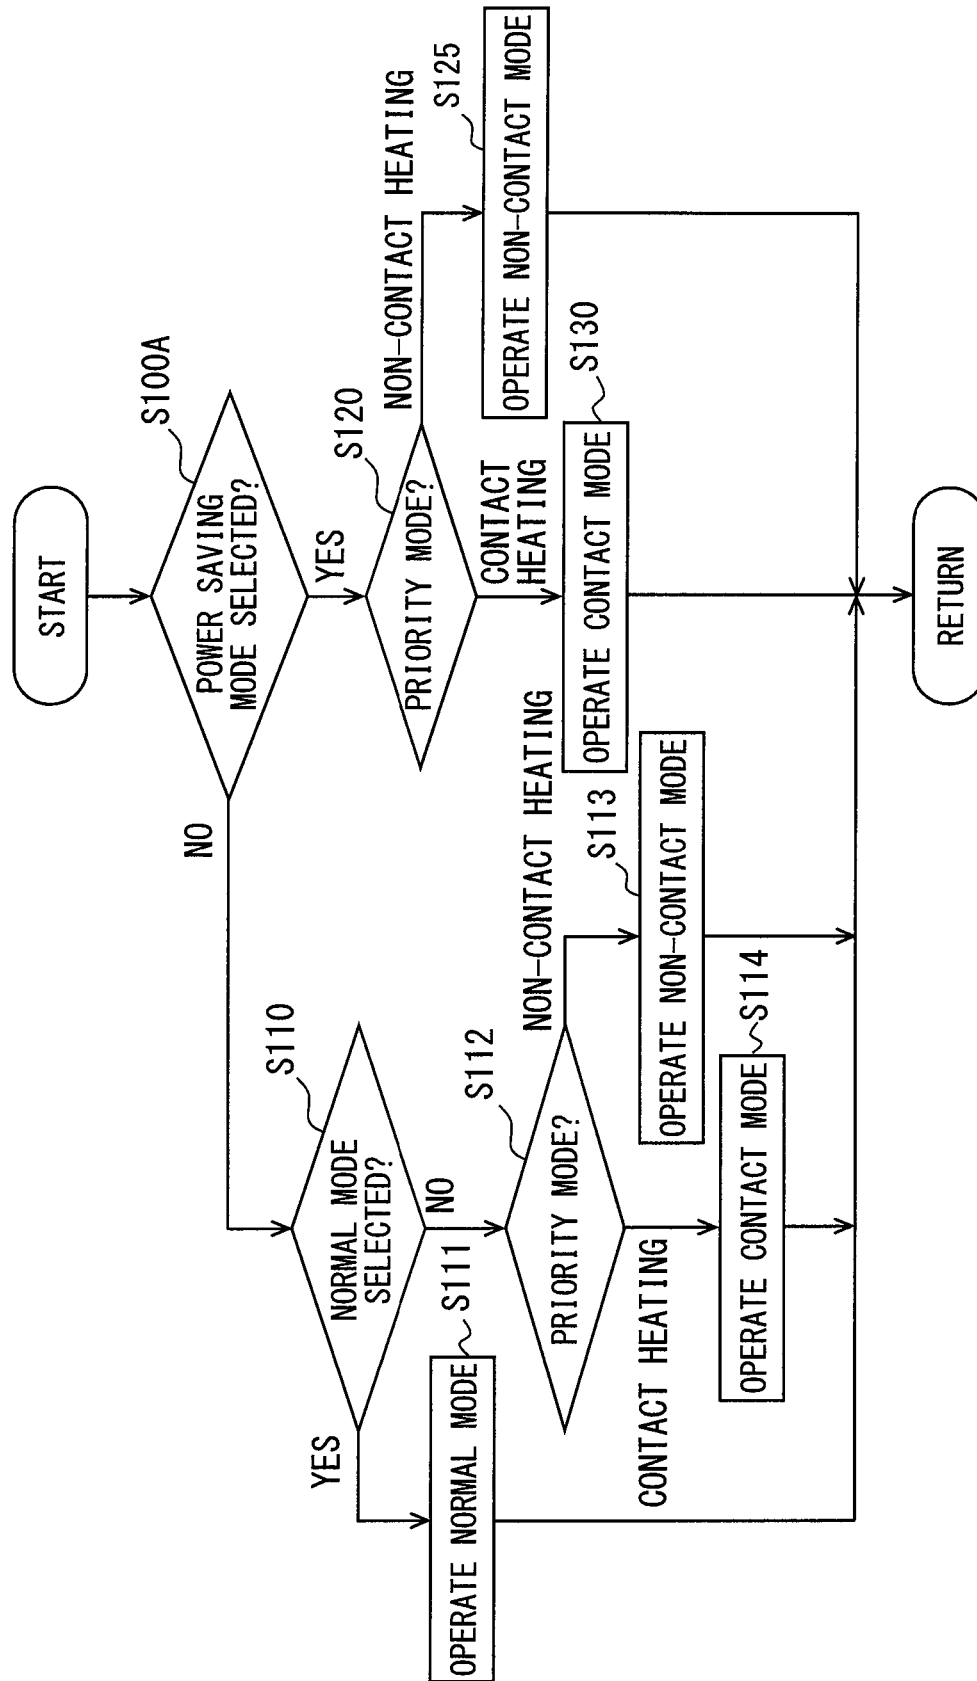 START
S100A
POWER SAVING
MODE SELECTED?
NO
YES
S110
NORMAL MODE
SELECTED?
YES
NO
S120
PRIORITY MODE?
NON-CONTACT HEATING
CONTACT
HEATING
S111
OPERATE NORMAL MODE
S112
PRIORITY MODE?
NON-CONTACT HEATING
CONTACT HEATING
S125
OPERATE NON-CONTACT MODE
S130
OPERATE CONTACT MODE
S113
OPERATE NON-CONTACT MODE
S114
OPERATE CONTACT MODE
RETURN